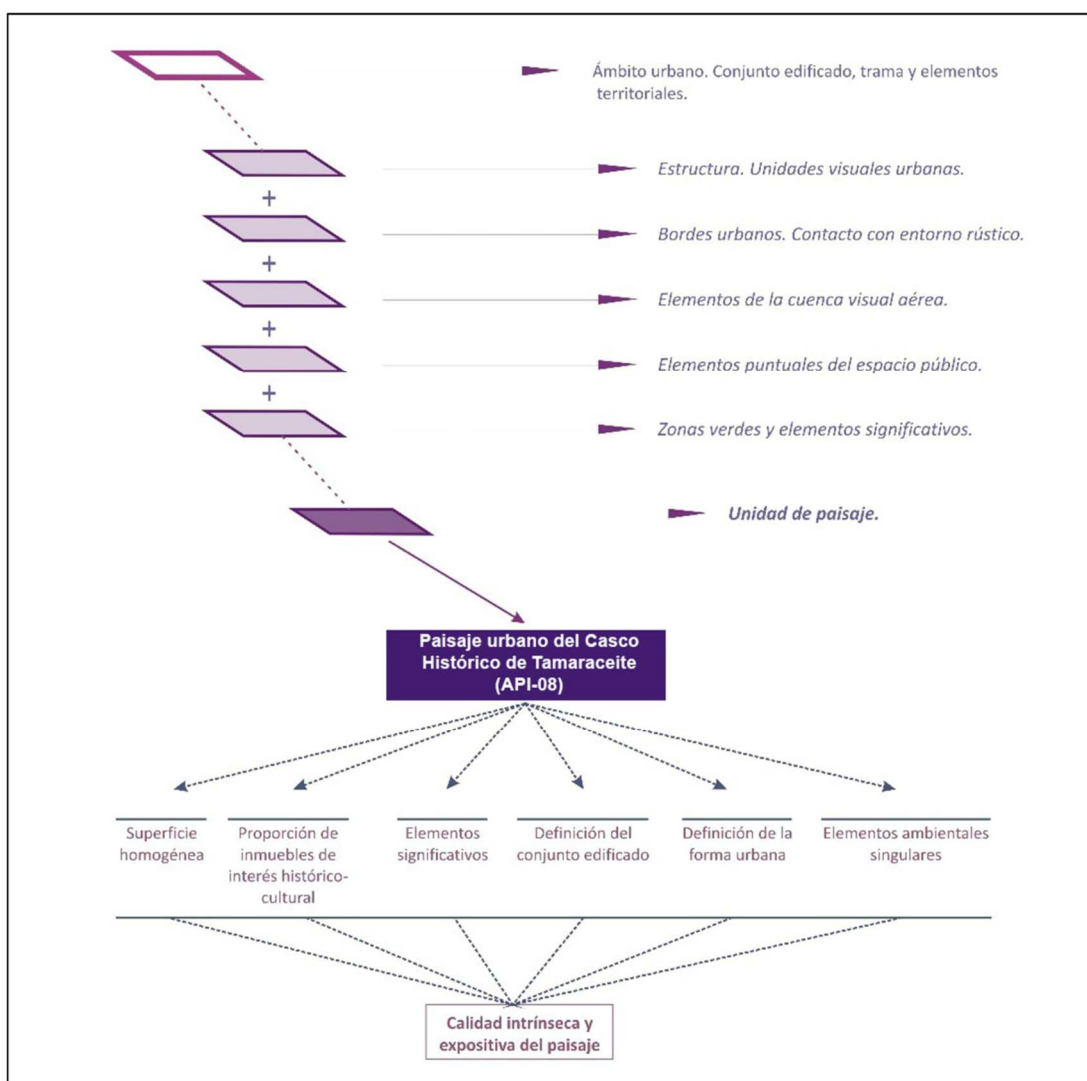 Ámbito urbano. Conjunto edificado, trama y elementos
territoriales.
Estructura. Unidades visuales urbanas.
+
Bordes urbanos. Contacto con entorno rústico.
+
Elementos de la cuenca visual aérea.
+
Elementos puntuales del espacio público.
+
Zonas verdes y elementos significativos.
Unidad de paisaje.
Paisaje urbano del Casco
Histórico de Tamaraceite
(API-08)
Superficie
homogénea
Proporción de
inmuebles de
interés histórico-
cultural
Elementos
significativos
Definición del
conjunto edificado
Definición de la
forma urbana
Elementos ambientales
singulares
Calidad intrínseca y
expositiva del paisaje